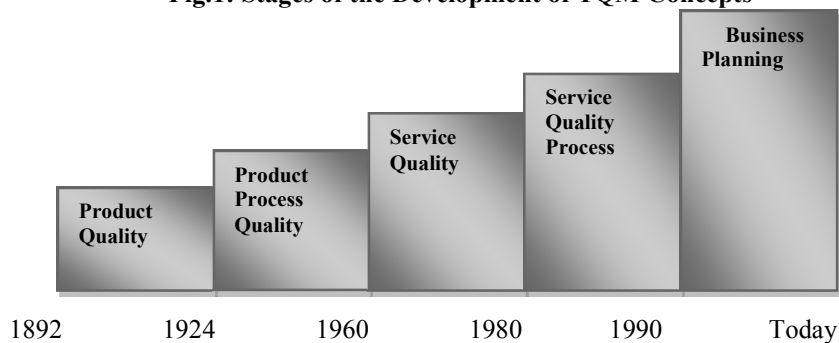 Fig.1: Stages of the Development of TQM Concepts
Business
Planning
Service
Quality
Process
Service
Quality
Product
Process
Quality
Product
Quality
1892 1924 1960 1980 1990 Today